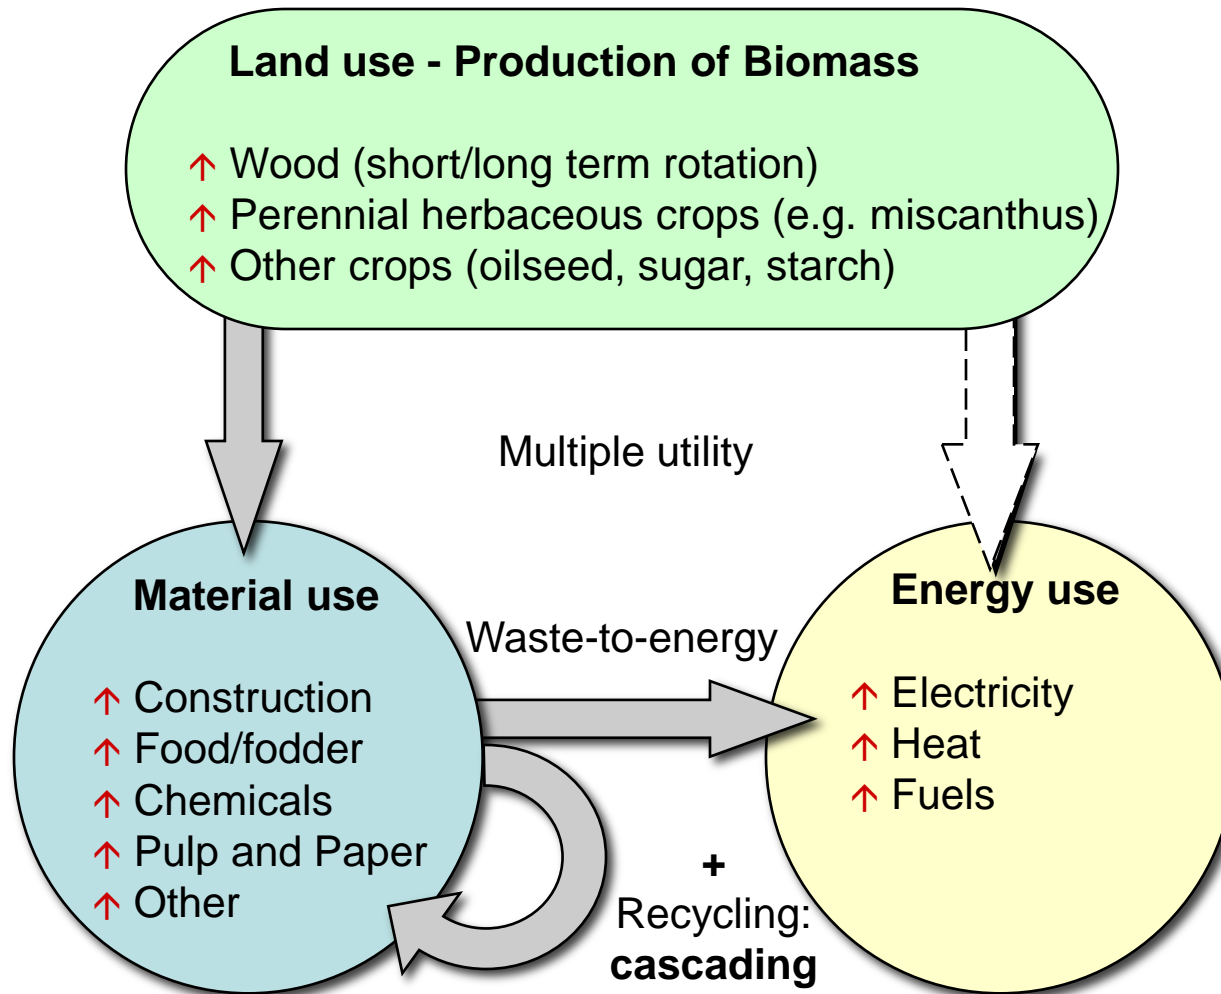 Land use - Production of Biomass
↑ Wood (short/long term rotation)
↑ Perennial herbaceous crops (e.g. miscanthus)
↑ Other crops (oilseed, sugar, starch)
Multiple utility
Material use
↑ Construction
↑ Food/fodder
↑ Chemicals
↑ Pulp and Paper
↑ Other
Waste-to-energy
Energy use
↑ Electricity
↑ Heat
↑ Fuels
+
Recycling:
cascading